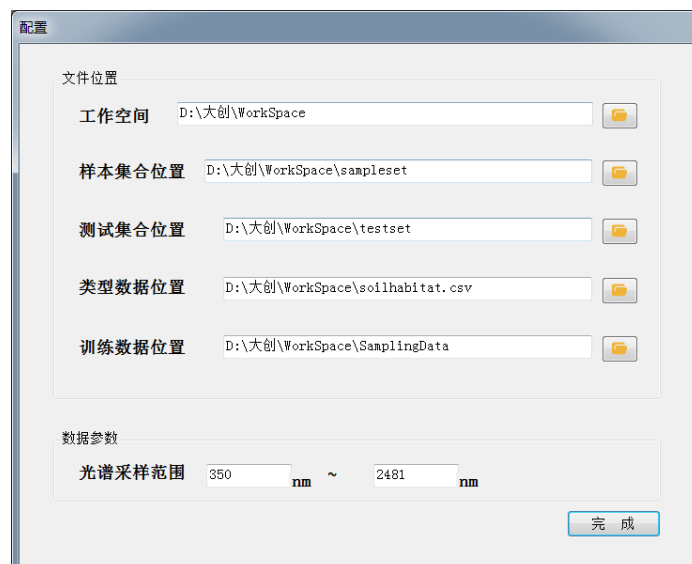 配置
文件位置
工作空间 D:\大创\WorkSpace
样本集合位置 D:\大创\WorkSpace\sampleset
测试集合位置 D:\大创\WorkSpace\testset
类型数据位置 D:\大创\WorkSpace\soilhabitat.csv
训练数据位置 D:\大创\WorkSpace\SamplingData
数据参数
光谱采样范围 350 nm ~ 2481 nm
完 成